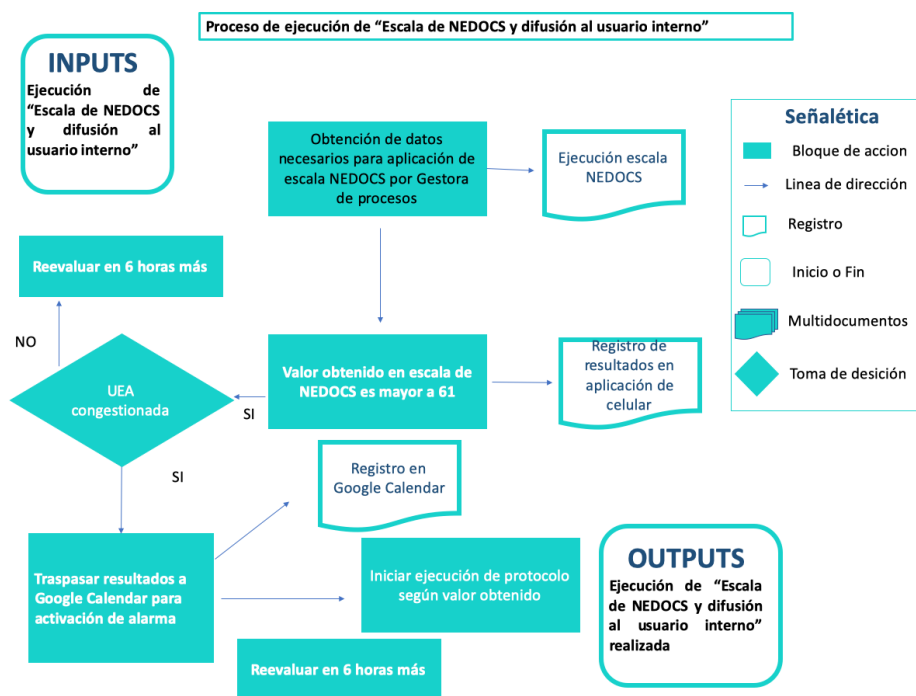 Proceso de ejecución de “Escala de NEDOCS y difusión al usuario interno”
INPUTS
Ejecución de
“Escala de NEDOCS
y difusión al
usuario interno”
Obtención de datos
necesarios para aplicación de
escala NEDOCS por Gestora
de procesos
Ejecución escala
NEDOCS
Señalética
Bloque de accion
Linea de dirección
Registro
Inicio o Fin
Multidocumentos
Toma de desición
Reevaluar en 6 horas más
NO
UEA
congestionada
SI
Valor obtenido en escala de
NEDOCS es mayor a 61
Registro de
resultados en
aplicación de
celular
SI
Registro en
Google Calendar
Traspasar resultados a
Google Calendar para
activación de alarma
Iniciar ejecución de protocolo
según valor obtenido
Reevaluar en 6 horas más
OUTPUTS
Ejecución de “Escala
de NEDOCS y difusión
al usuario interno”
realizada